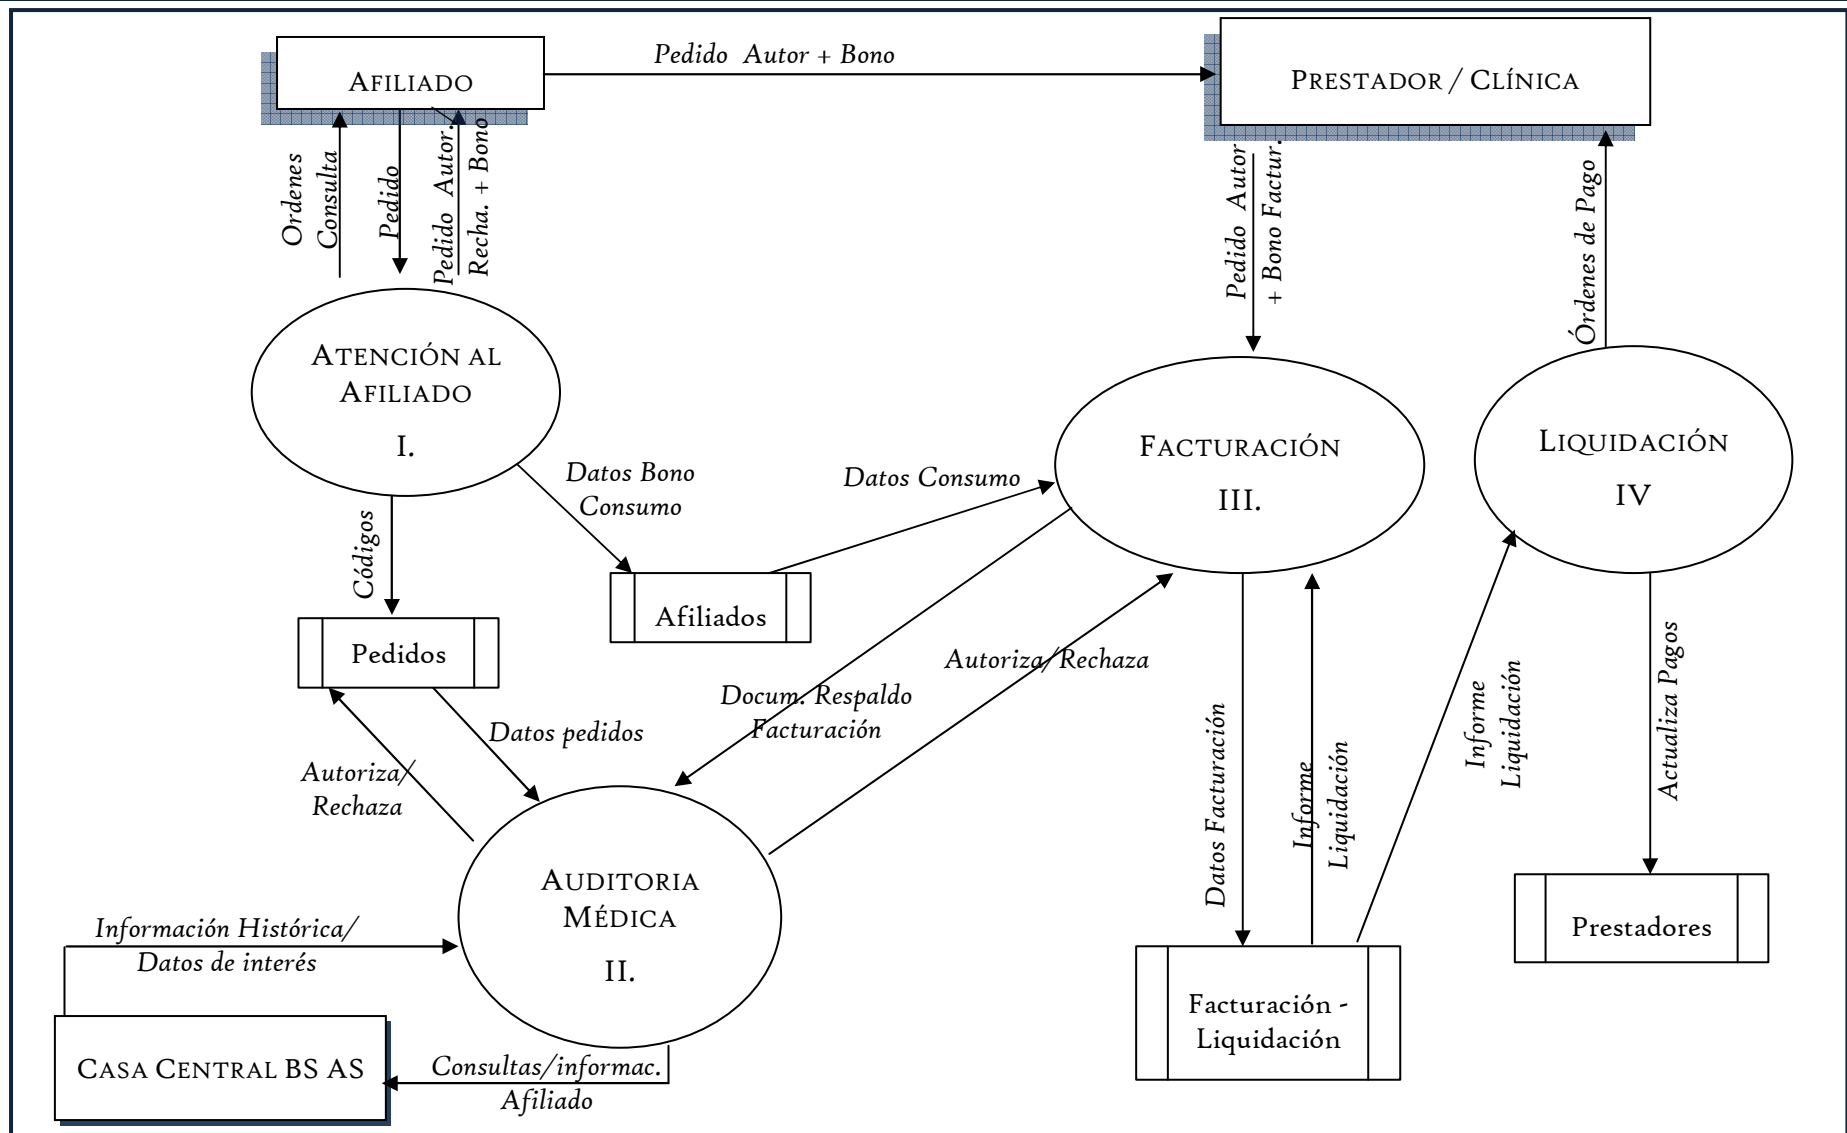 Pedido Autor + Bono
AFILIADO
PRESTADOR / CLÍNICA
Ordenes
Consulta
Pedido
Pedido Autor.
Recha. + Bono
Pedido Autor
+ Bono Factur.
Órdenes de Pago
ATENCIÓN AL
AFILIADO
I.
FACTURACIÓN
III.
LIQUIDACIÓN
IV
Datos Bono
Consumo
Datos Consumo
Códigos
Afiliados
Pedidos
Autoriza/Rechaza
Docum. Respaldo
Facturación
Datos pedidos
Autoriza/
Rechaza
Datos Facturación
Informe
Liquidación
Informe
Liquidación
Actualiza Pagos
AUDITORIA
MÉDICA
II.
Información Histórica/
Datos de interés
Prestadores
Facturación -
Liquidación
CASA CENTRAL BS AS
Consultas/informac.
Afiliado